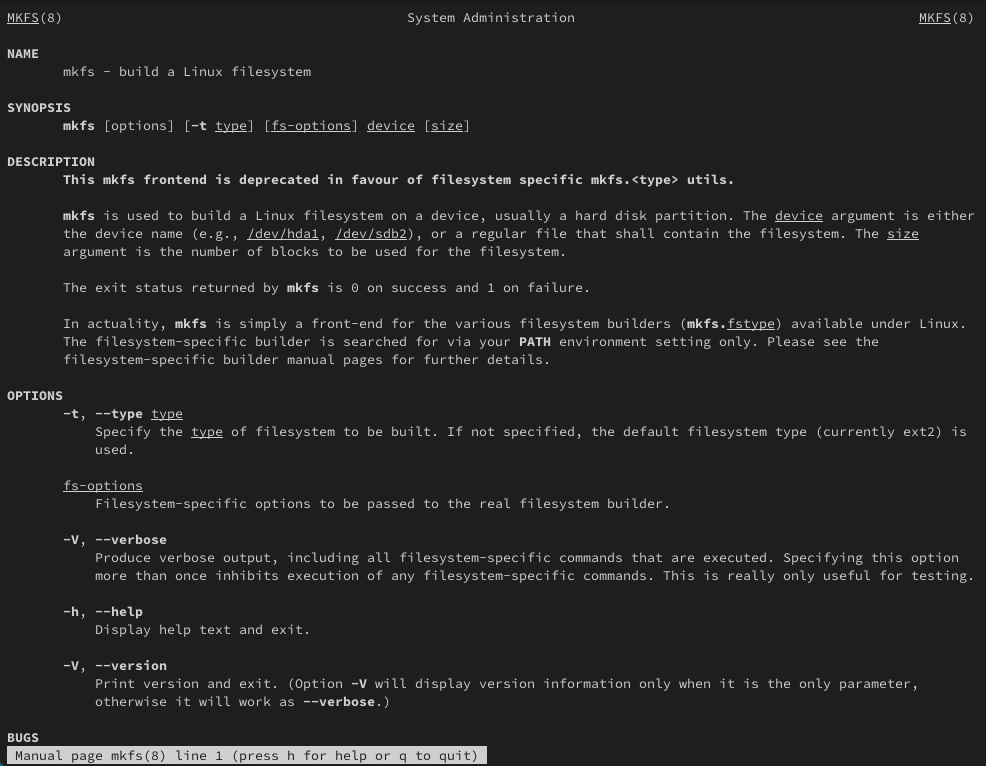 MKFS(8) System Administration MKFS(8)
NAME
mkfs - build a Linux filesystem
SYNOPSIS
mkfs [options] [-t type] [fs-options] device [size]
DESCRIPTION
This mkfs frontend is deprecated in favour of filesystem specific mkfs.<type> utils.
mkfs is used to build a Linux filesystem on a device, usually a hard disk partition. The device argument is either
the device name (e.g., /dev/hda1, /dev/sdb2), or a regular file that shall contain the filesystem. The size
argument is the number of blocks to be used for the filesystem.
The exit status returned by mkfs is 0 on success and 1 on failure.
In actuality, mkfs is simply a front-end for the various filesystem builders (mkfs.fstype) available under Linux.
The filesystem-specific builder is searched for via your PATH environment setting only. Please see the
filesystem-specific builder manual pages for further details.
OPTIONS
-t, --type type
Specify the type of filesystem to be built. If not specified, the default filesystem type (currently ext2) is
used.
fs-options
Filesystem-specific options to be passed to the real filesystem builder.
-V, --verbose
Produce verbose output, including all filesystem-specific commands that are executed. Specifying this option
more than once inhibits execution of any filesystem-specific commands. This is really only useful for testing.
-h, --help
Display help text and exit.
-V, --version
Print version and exit. (Option -V will display version information only when it is the only parameter,
otherwise it will work as --verbose.)
BUGS
Manual page mkfs(8) line 1 (press h for help or q to quit)